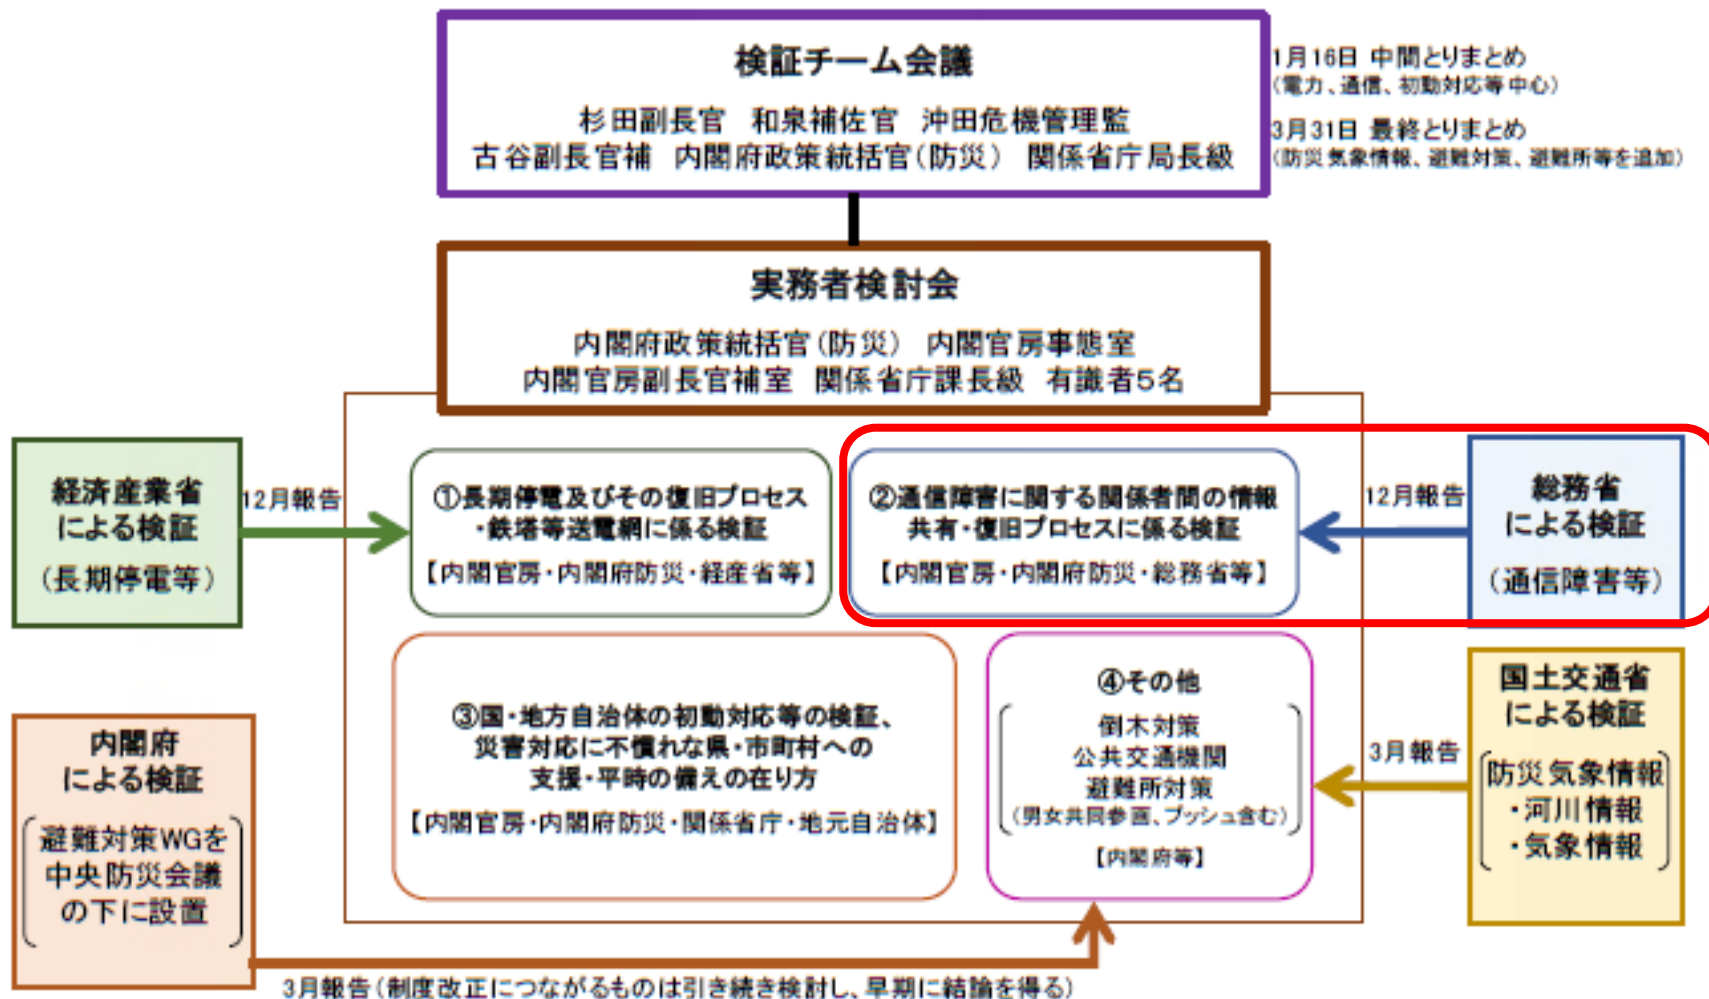 検証チーム会議
杉田副長官 和泉補佐官 沖田危機管理監
古谷副長官補 内閣府政策統括官(防災) 関係省庁局長級
1月16日 中間とりまとめ
(電力、通信、初動対応等中心)
3月31日 最終とりまとめ
(防災気象情報、避難対策、避難所等を追加)
実務者検討会
内閣府政策統括官(防災) 内閣官房事態室
内閣官房副長官補室 関係省庁課長級 有識者5名
経済産業省
による検証
(長期停電等)
12月報告
①長期停電及びその復旧プロセス
・鉄塔等送電網に係る検証
【内閣官房・内閣府防災・経産省等】
②通信障害に関する関係者間の情報
共有・復旧プロセスに係る検証
【内閣官房・内閣府防災・総務省等】
12月報告
総務省
による検証
(通信障害等)
内閣府
による検証
避難対策WGを
中央防災会議
の下に設置
③国・地方自治体の初動対応等の検証、
災害対応に不慣れな県・市町村への
支援・平時の備えの在り方
【内閣官房・内閣府防災・関係省庁・地元自治体】
④その他
倒木対策
公共交通機関
避難所対策
(男女共同参画、プッシュ含む)
【内閣府等】
3月報告
国土交通省
による検証
防災気象情報
・河川情報
・気象情報
3月報告(制度改正につながるものは引き続き検討し、早期に結論を得る)